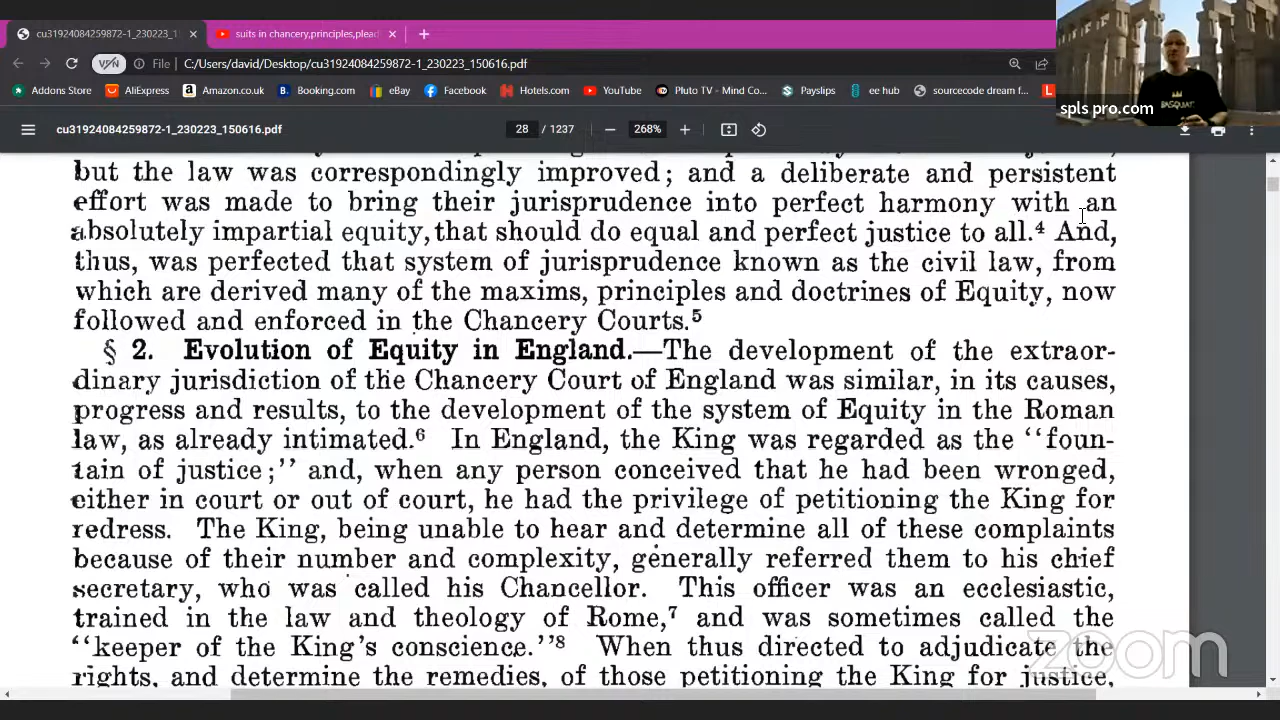 cu31924084259872-1_230223_1
suits in chancery,principles,plead
VPN
File
C:/Users/david/Desktop/cu31924084259872-1_230223_150616.pdf
Addons Store
AliExpress
Amazon.co.uk
Booking.com
eBay
Facebook
Hotels.com
YouTube
Pluto TV - Mind Co...
Payslips
ee hub
sourcecode dream f...
L
BASQUIAT
spls pro.com
cu31924084259872-1_230223_150616.pdf
28 / 1237
268%
but the law was correspondingly improved; and a deliberate and persistent
effort was made to bring their jurisprudence into perfect harmony with an
absolutely impartial equity, that should do equal and perfect justice to all.⁴ And,
thus, was perfected that system of jurisprudence known as the civil law, from
which are derived many of the maxims, principles and doctrines of Equity, now
followed and enforced in the Chancery Courts.⁵
§ 2. Evolution of Equity in England.—The development of the extraor-
dinary jurisdiction of the Chancery Court of England was similar, in its causes,
progress and results, to the development of the system of Equity in the Roman
law, as already intimated.⁶ In England, the King was regarded as the "foun-
tain of justice;" and, when any person conceived that he had been wronged,
either in court or out of court, he had the privilege of petitioning the King for
redress. The King, being unable to hear and determine all of these complaints
because of their number and complexity, generally referred them to his chief
secretary, who was called his Chancellor. This officer was an ecclesiastic,
trained in the law and theology of Rome,⁷ and was sometimes called the
"keeper of the King's conscience."⁸ When thus directed to adjudicate the
rights, and determine the remedies, of those petitioning the King for justice,
zoom